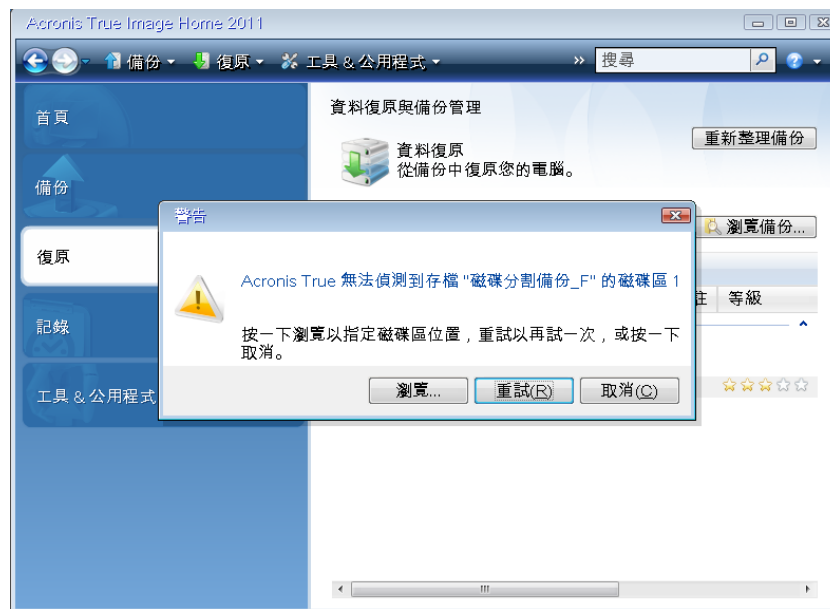 Acronis True Image Home 2011
備份
復原
工具 & 公用程式
»
搜尋
首頁
備份
復原
記錄
工具 & 公用程式
資料復原與備份管理
重新整理備份
資料復原
從備份中復原您的電腦。
瀏覽備份...
註 等級
警告
Acronis True 無法偵測到存檔 "磁碟分割備份_F" 的磁碟區 1
按一下瀏覽以指定磁碟區位置，重試以再試一次，或按一下
取消。
瀏覽...
重試(R)
取消(C)